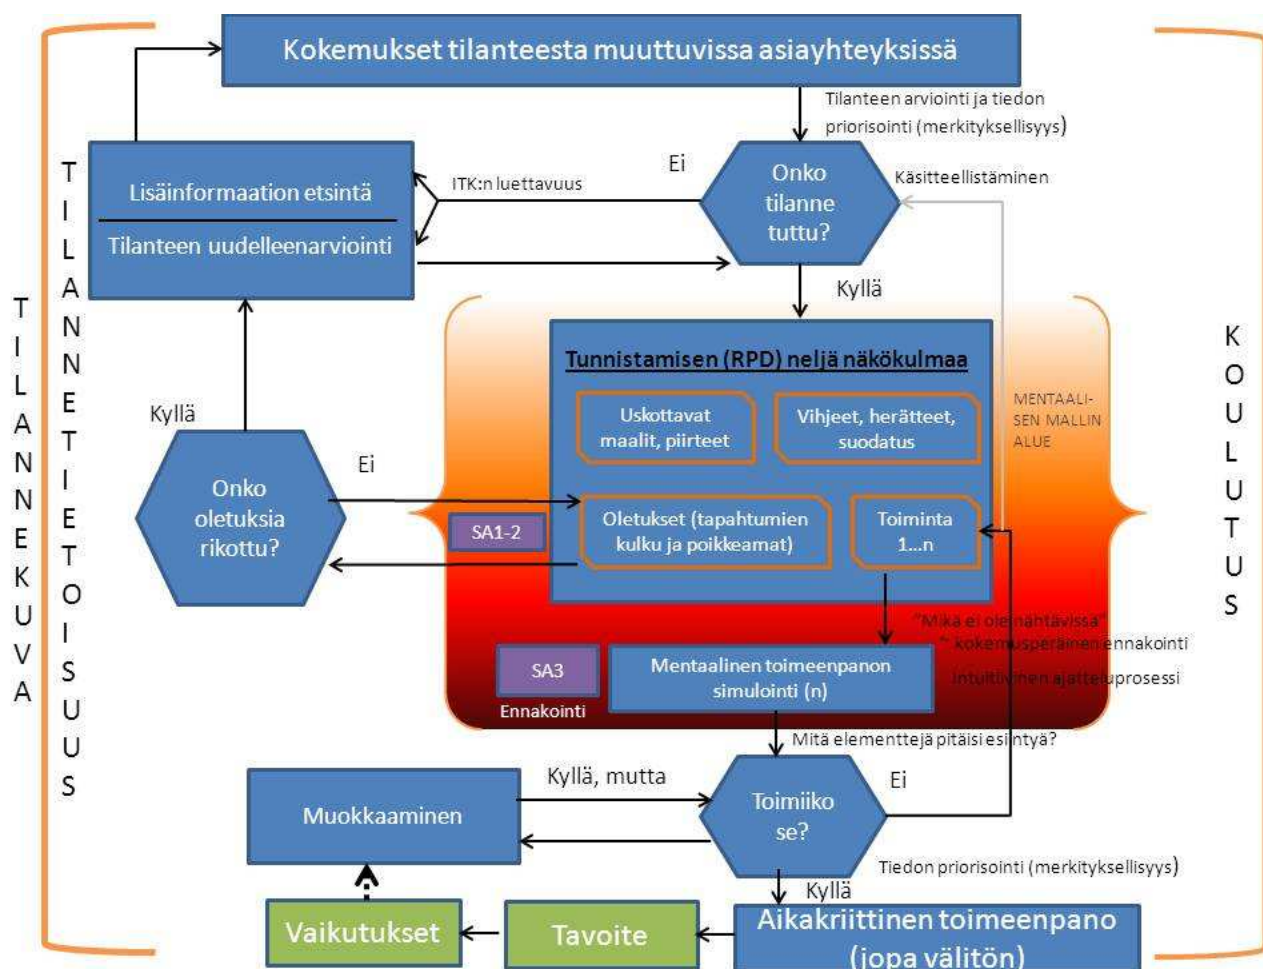 Kokemukset tilanteesta muuttuvissa asiayhteyksissä
Tilanteen arviointi ja tiedon
priorisointi (merkityksellisyys)
Ei
Onko
tilanne
tuttu?
Käsitteellistäminen
ITK:n luettavuus
Lisäinformaation etsintä
Tilanteen uudelleenarviointi
Kyllä
TILANNEKUVA
TILANNETIETOISUUS
KOULUTUS
Tunnistamisen (RPD) neljä näkökulmaa
Uskottavat
maalit, piirteet
Vihjeet, herätteet,
suodatus
MENTAALI-
SEN MALLIN
ALUE
Kyllä
Onko
oletuksia
rikottu?
Ei
SA1-2
Oletukset (tapahtumien
kulku ja poikkeamat)
Toiminta
1...n
"Mikä ei ole nähtävissä"
~ kokemusperäinen ennakointi
Intuitiivinen ajatteluprosessi
SA3
Ennakointi
Mentaalinen toimeenpanon
simulointi (n)
Mitä elementtejä pitäisi esiintyä?
Kyllä, mutta
Ei
Muokkaaminen
Toimiiko
se?
Tiedon priorisointi (merkityksellisyys)
Kyllä
Vaikutukset
Tavoite
Aikakriittinen toimeenpano
(jopa välitön)